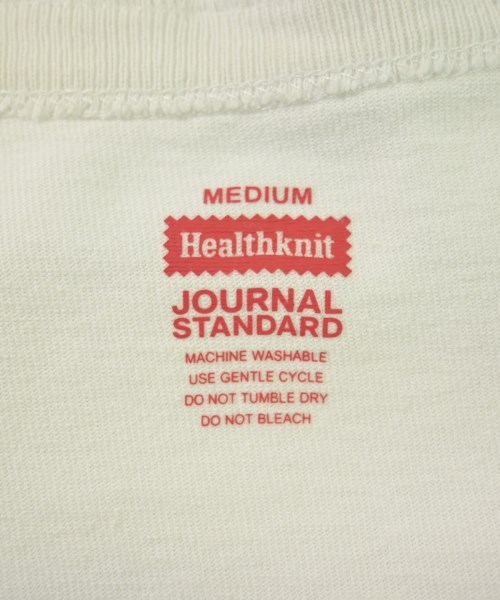 MEDIUM
Healthknit
JOURNAL
STANDARD
MACHINE WASHABLE
USE GENTLE CYCLE
DO NOT TUMBLE DRY
DO NOT BLEACH